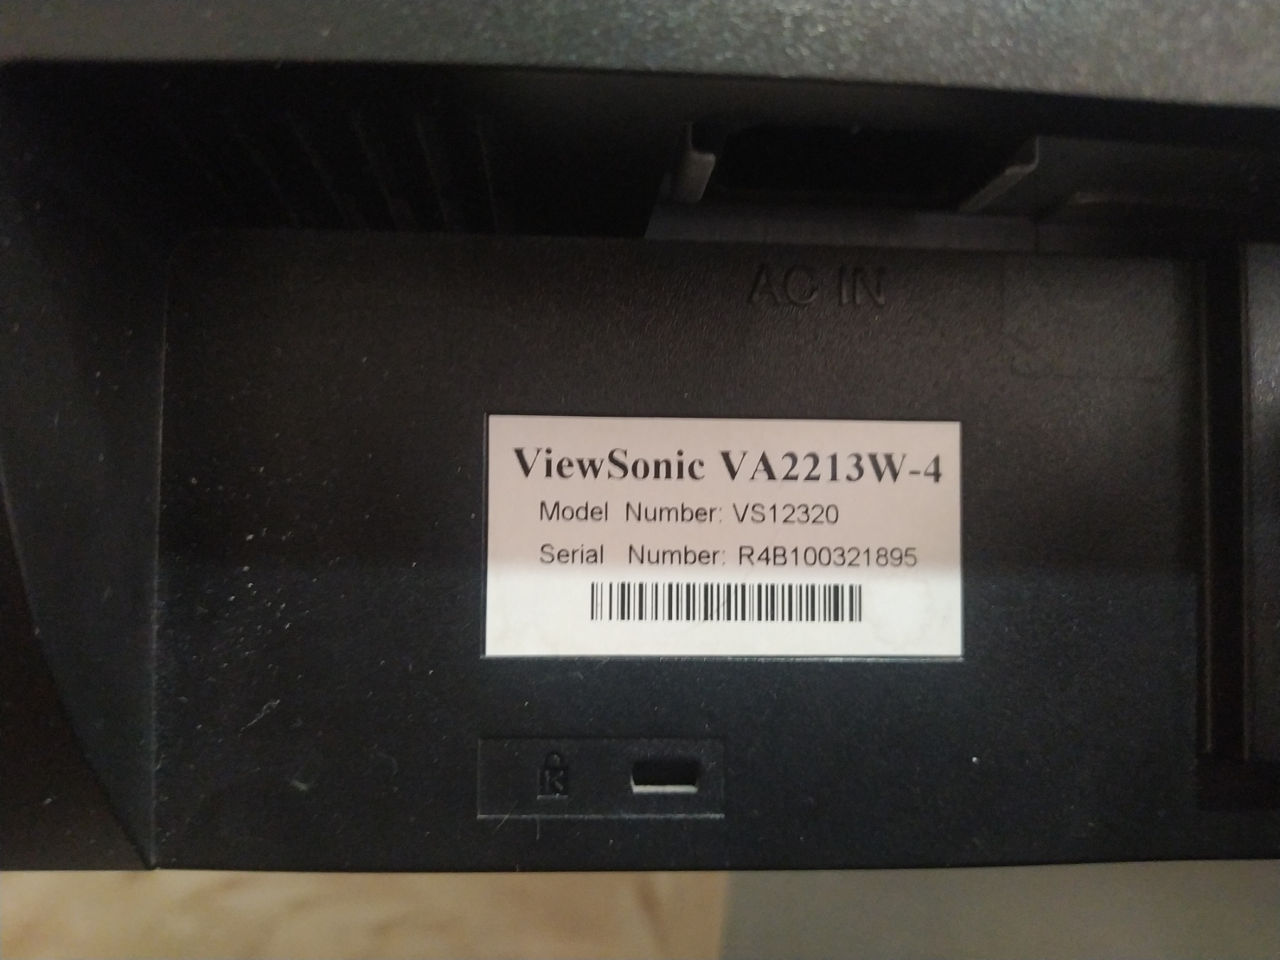 AC IN
ViewSonic VA2213W-4
Model Number: VS12320
Serial Number: R4B100321895
K